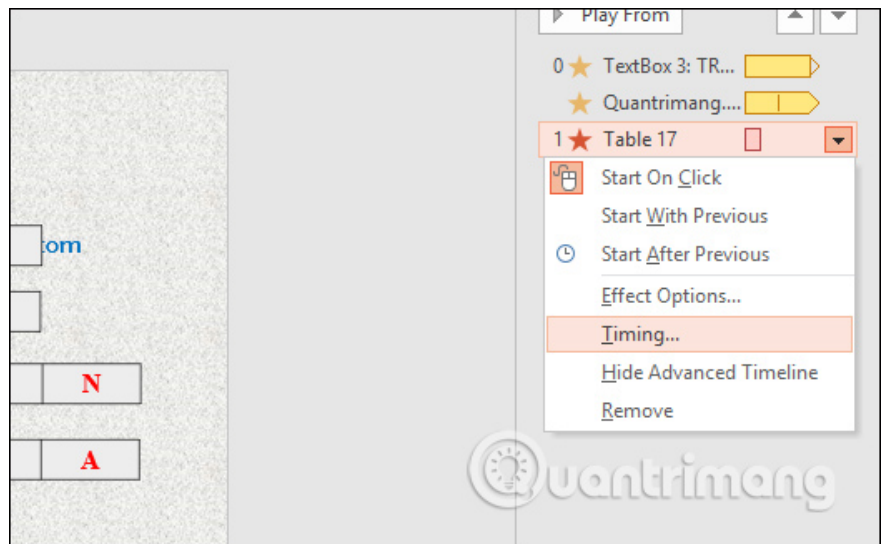 Play From
0 TextBox 3: TR...
Quantrimang....
1 Table 17
Start On Click
Start With Previous
com
Start After Previous
Effect Options...
Timing...
Hide Advanced Timeline
N
Remove
A
Quantrimang